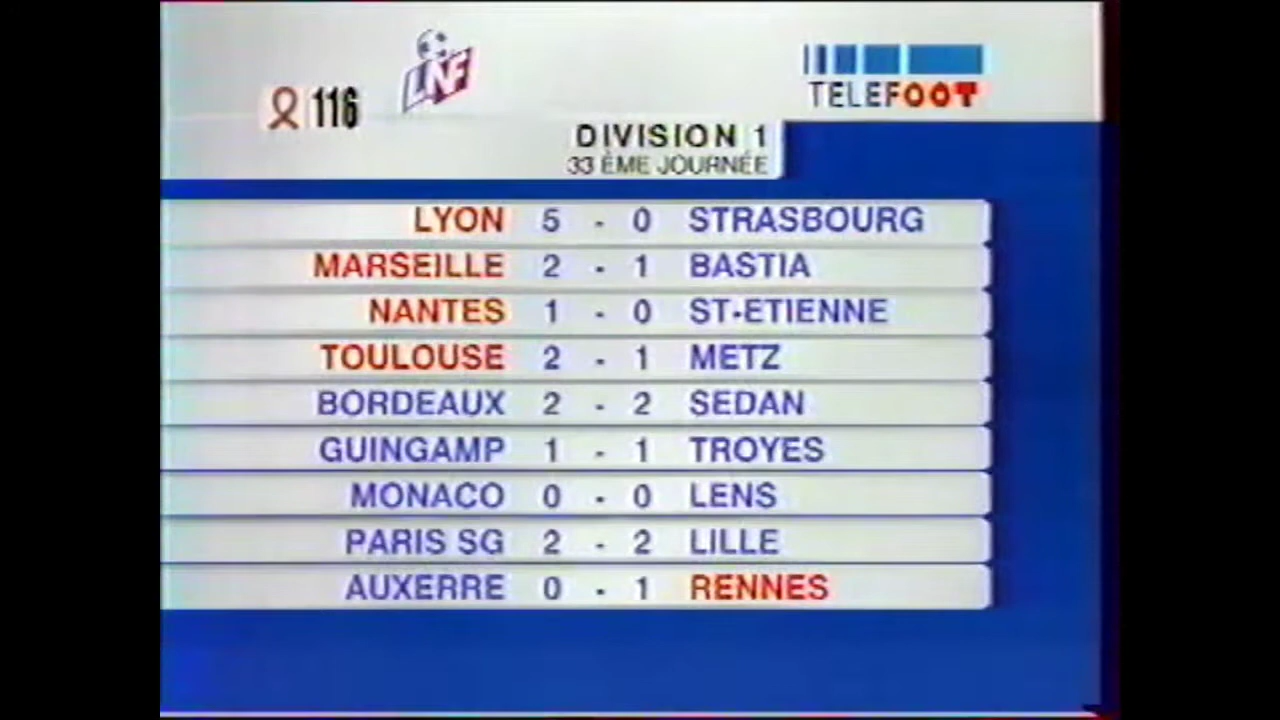 116
LNF
TELEFOOT
DIVISION 1
33 ÈME JOURNÉE
LYON 5 - 0 STRASBOURG
MARSEILLE 2 - 1 BASTIA
NANTES 1 - 0 ST-ETIENNE
TOULOUSE 2 - 1 METZ
BORDEAUX 2 - 2 SEDAN
GUINGAMP 1 - 1 TROYES
MONACO 0 - 0 LENS
PARIS SG 2 - 2 LILLE
AUXERRE 0 - 1 RENNES